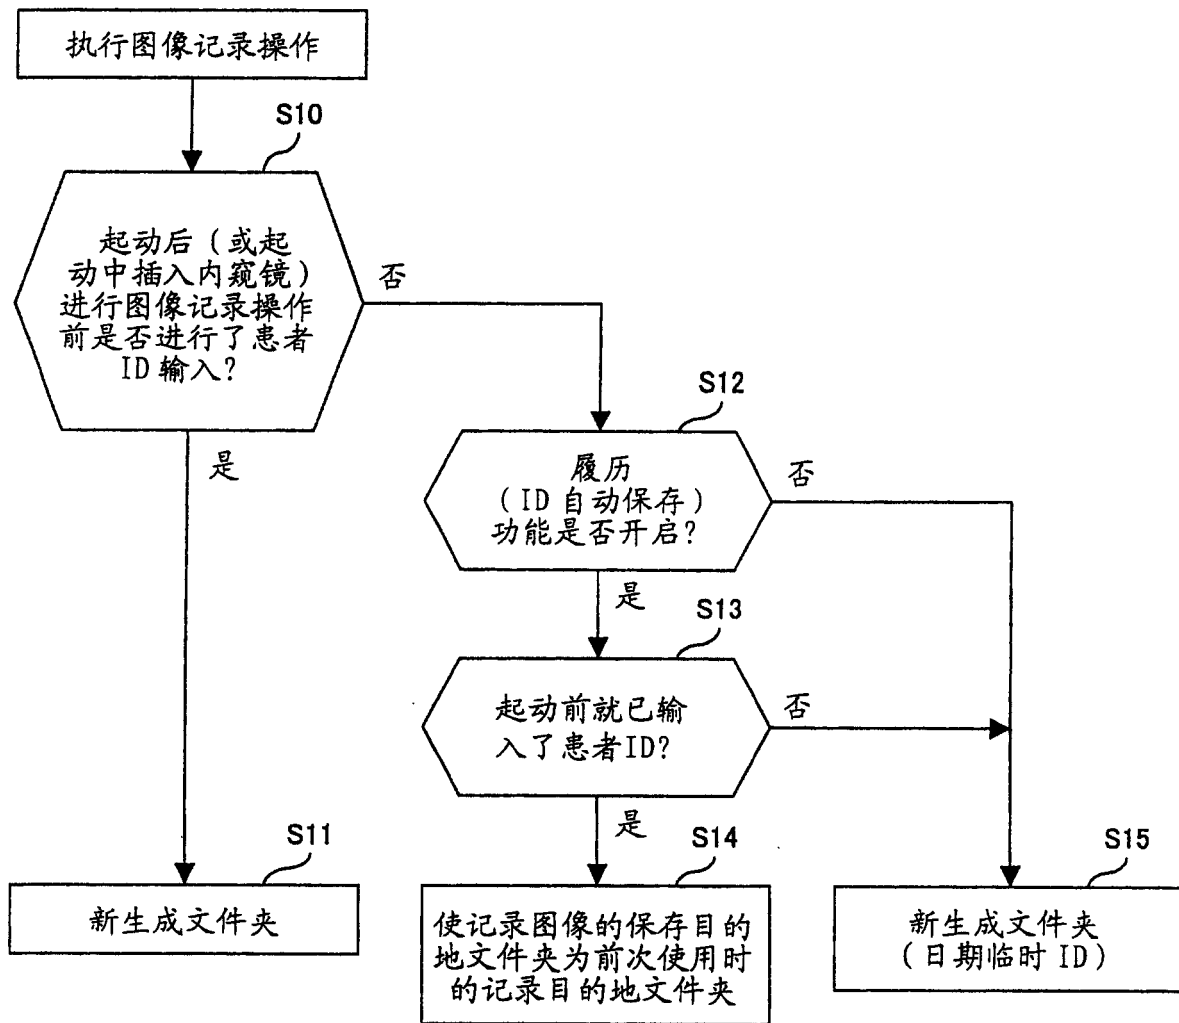 执行图像记录操作
S10
起动后（或起
动中插入内窥镜）
进行图像记录操作
前是否进行了患者
ID输入？
否
是
S12
履历
（ID自动保存）
功能是否开启？
否
是
S13
起动前就已输
入了患者ID？
否
是
S11
新生成文件夹
S14
使记录图像的保存目的
地文件夹为前次使用时
的记录目的地文件夹
S15
新生成文件夹
（日期临时ID）